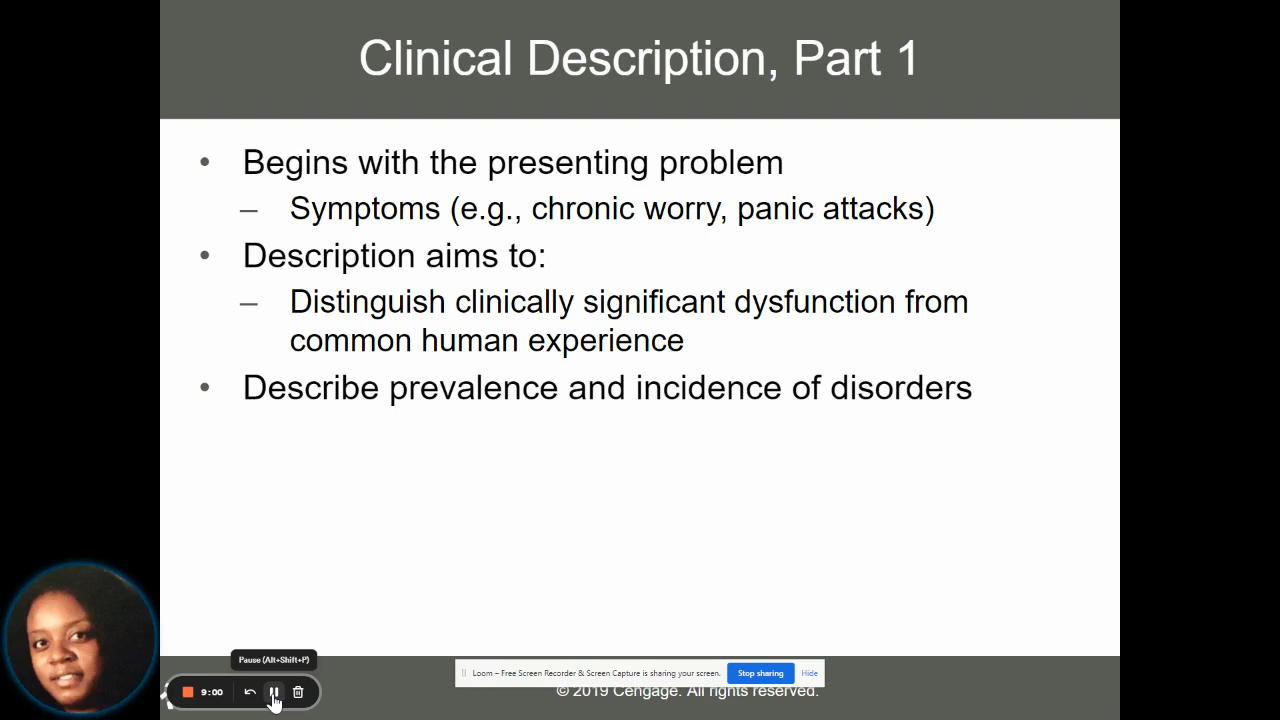 Clinical Description, Part 1
• Begins with the presenting problem
– Symptoms (e.g., chronic worry, panic attacks)
• Description aims to:
– Distinguish clinically significant dysfunction from
common human experience
• Describe prevalence and incidence of disorders
Pause (Alt+Shift+P)
9:00
Loom – Free Screen Recorder & Screen Capture is sharing your screen.
Stop sharing
Hide
© 2019 Cengage. All rights reserved.